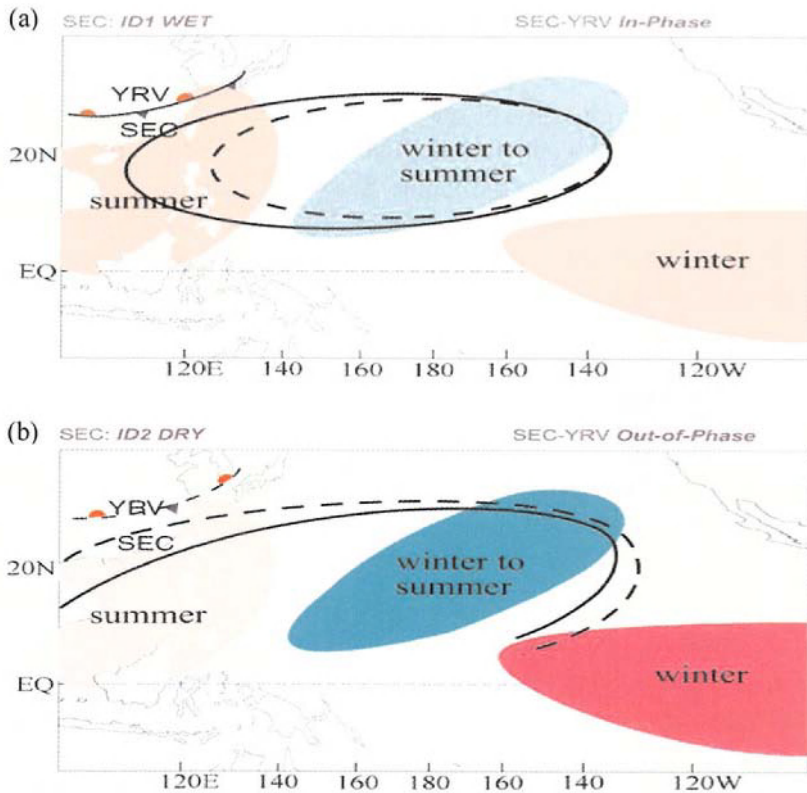 (a) SEC: ID1 WET SEC-YRV In-Phase
YRV
SEC
20N
winter to
summer
summer
EQ
winter
120E 140 160 180 160 140 120W
(b) SEC: ID2 DRY SEC-YRV Out-of-Phase
YRV
SEC
20N
winter to
summer
summer
EQ
winter
120E 140 160 180 160 140 120W